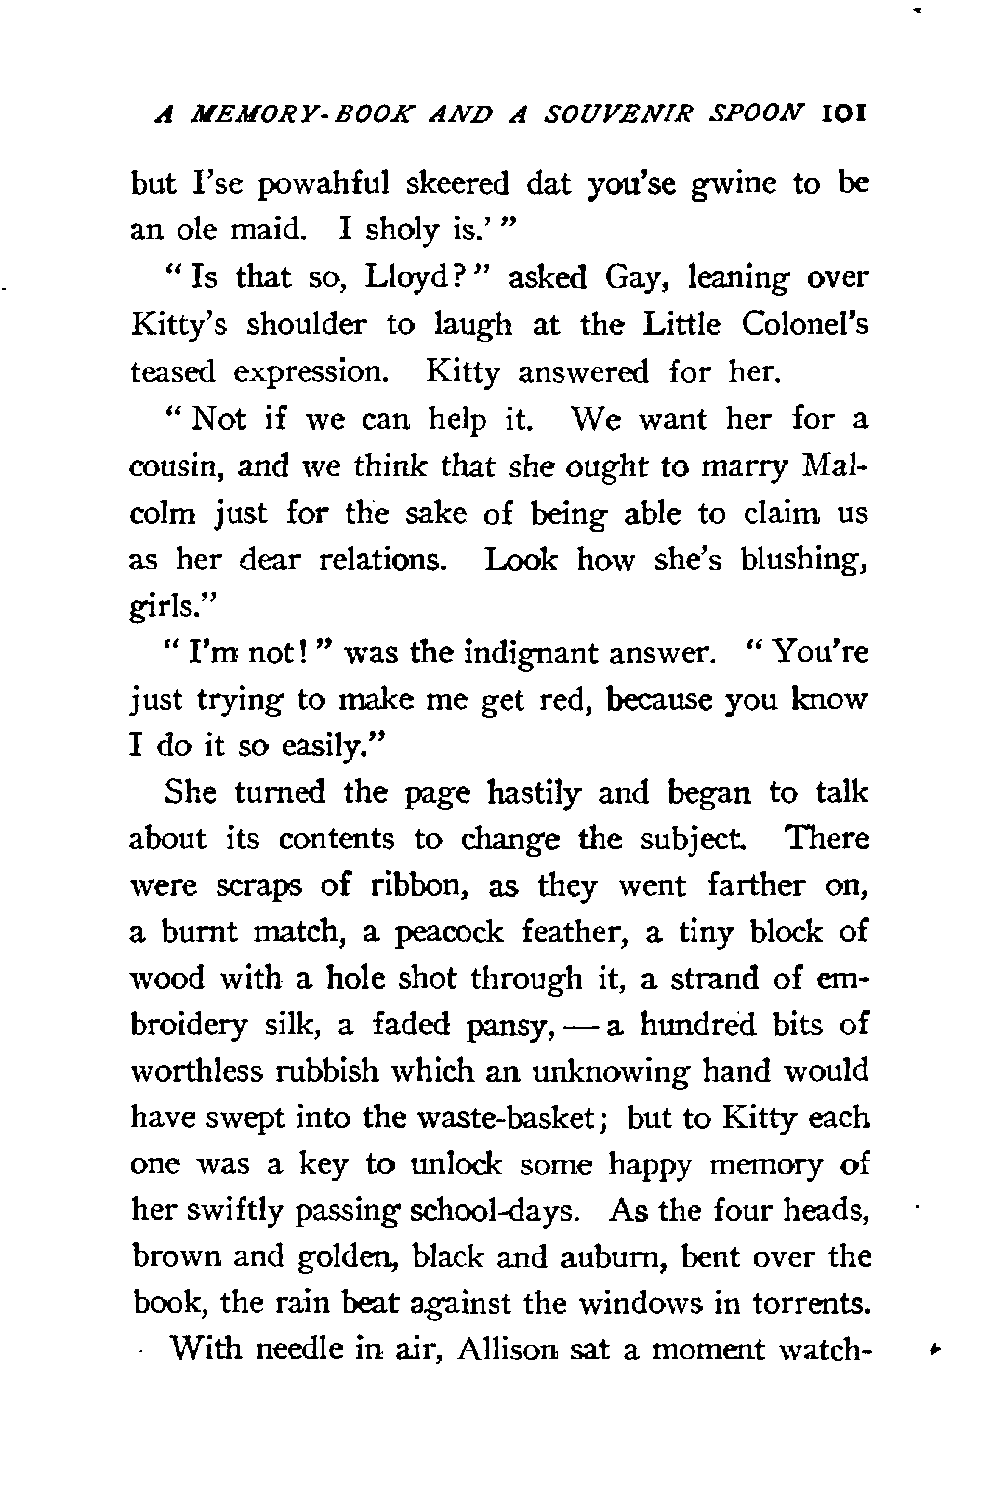 A MEMORY-BOOK AND A SOUVENIR SPOON 101
but I'se powahful skeered dat you'se gwine to be
an ole maid. I sholy is.' "
" Is that so, Lloyd? " asked Gay, leaning over
Kitty's shoulder to laugh at the Little Colonel's
teased expression. Kitty answered for her.
" Not if we can help it. We want her for a
cousin, and we think that she ought to marry Mal-
colm just for the sake of being able to claim us
as her dear relations. Look how she's blushing,
girls."
" I'm not! " was the indignant answer. " You're
just trying to make me get red, because you know
I do it so easily."
She turned the page hastily and began to talk
about its contents to change the subject. There
were scraps of ribbon, as they went farther on,
a burnt match, a peacock feather, a tiny block of
wood with a hole shot through it, a strand of em-
broidery silk, a faded pansy, — a hundred bits of
worthless rubbish which an unknowing hand would
have swept into the waste-basket; but to Kitty each
one was a key to unlock some happy memory of
her swiftly passing school-days. As the four heads,
brown and golden, black and auburn, bent over the
book, the rain beat against the windows in torrents.
With needle in air, Allison sat a moment watch-